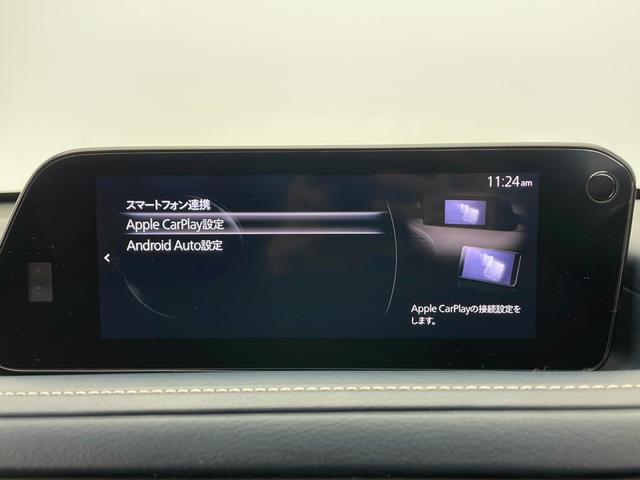 11:24am
スマートフォン連携
Apple CarPlay設定
Android Auto設定
Apple CarPlayの接続設定を
します。